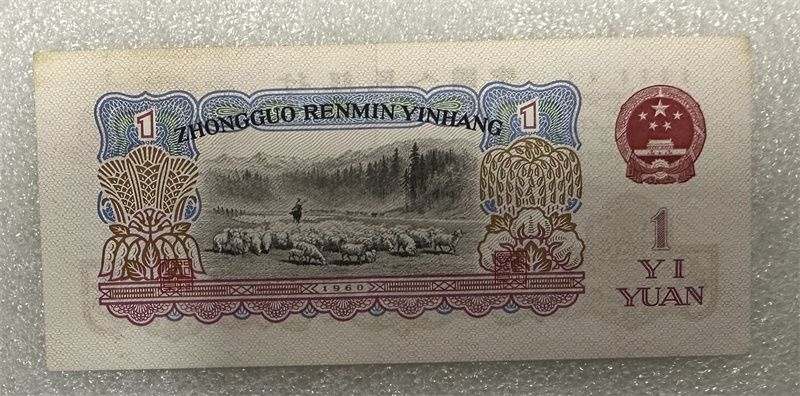 1
1
ZHONGGUO RENMIN YINHANG
1960
1
YI
YUAN